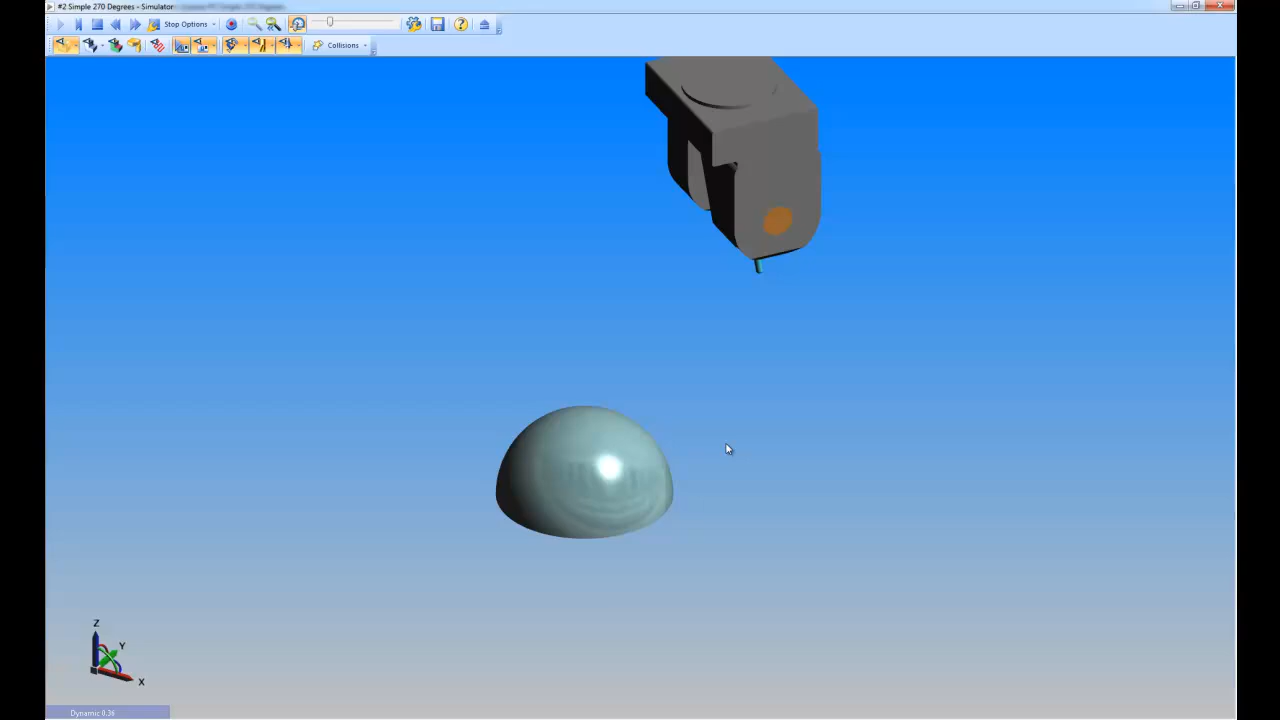 #2 Simple 270 Degrees - Simulator
Stop Options
Collisions
Z
Y
X
Dynamic 0.36